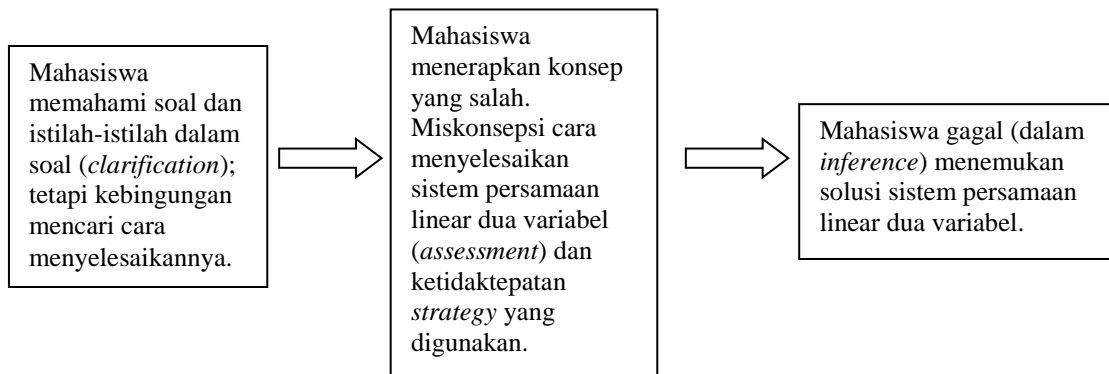 Mahasiswa
memahami soal dan
istilah-istilah dalam
soal (clarification);
tetapi kebingungan
mencari cara
menyelesaikannya.
Mahasiswa
menerapkan konsep
yang salah.
Miskonsepsi cara
menyelesaikan
sistem persamaan
linear dua variabel
(assessment) dan
ketidaktepatan
strategy yang
digunakan.
Mahasiswa gagal (dalam
inference) menemukan
solusi sistem persamaan
linear dua variabel.